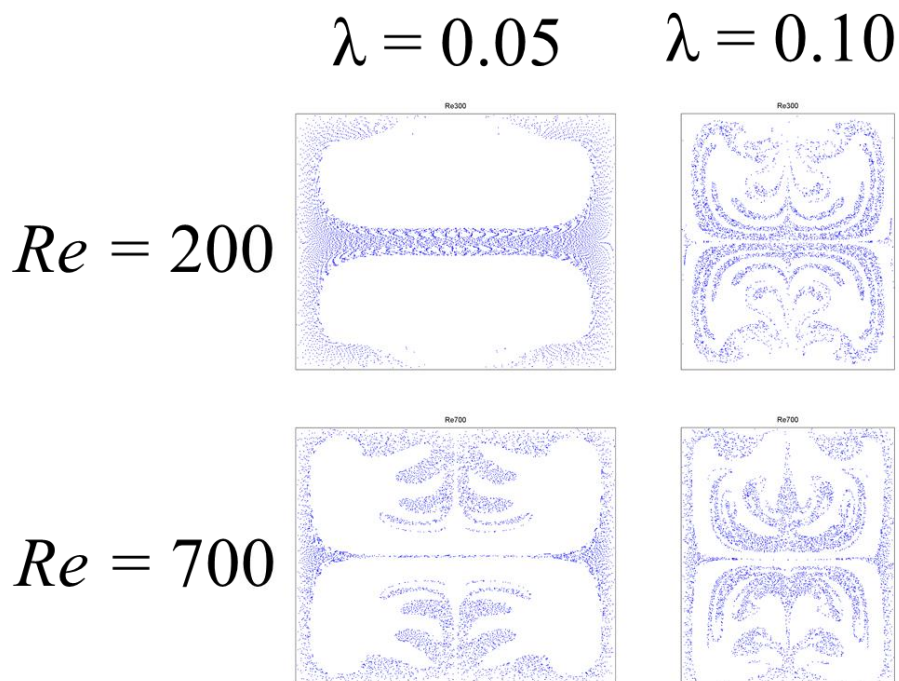 λ = 0.05 λ = 0.10
Re300 Re300
Re = 200
Re700 Re700
Re = 700